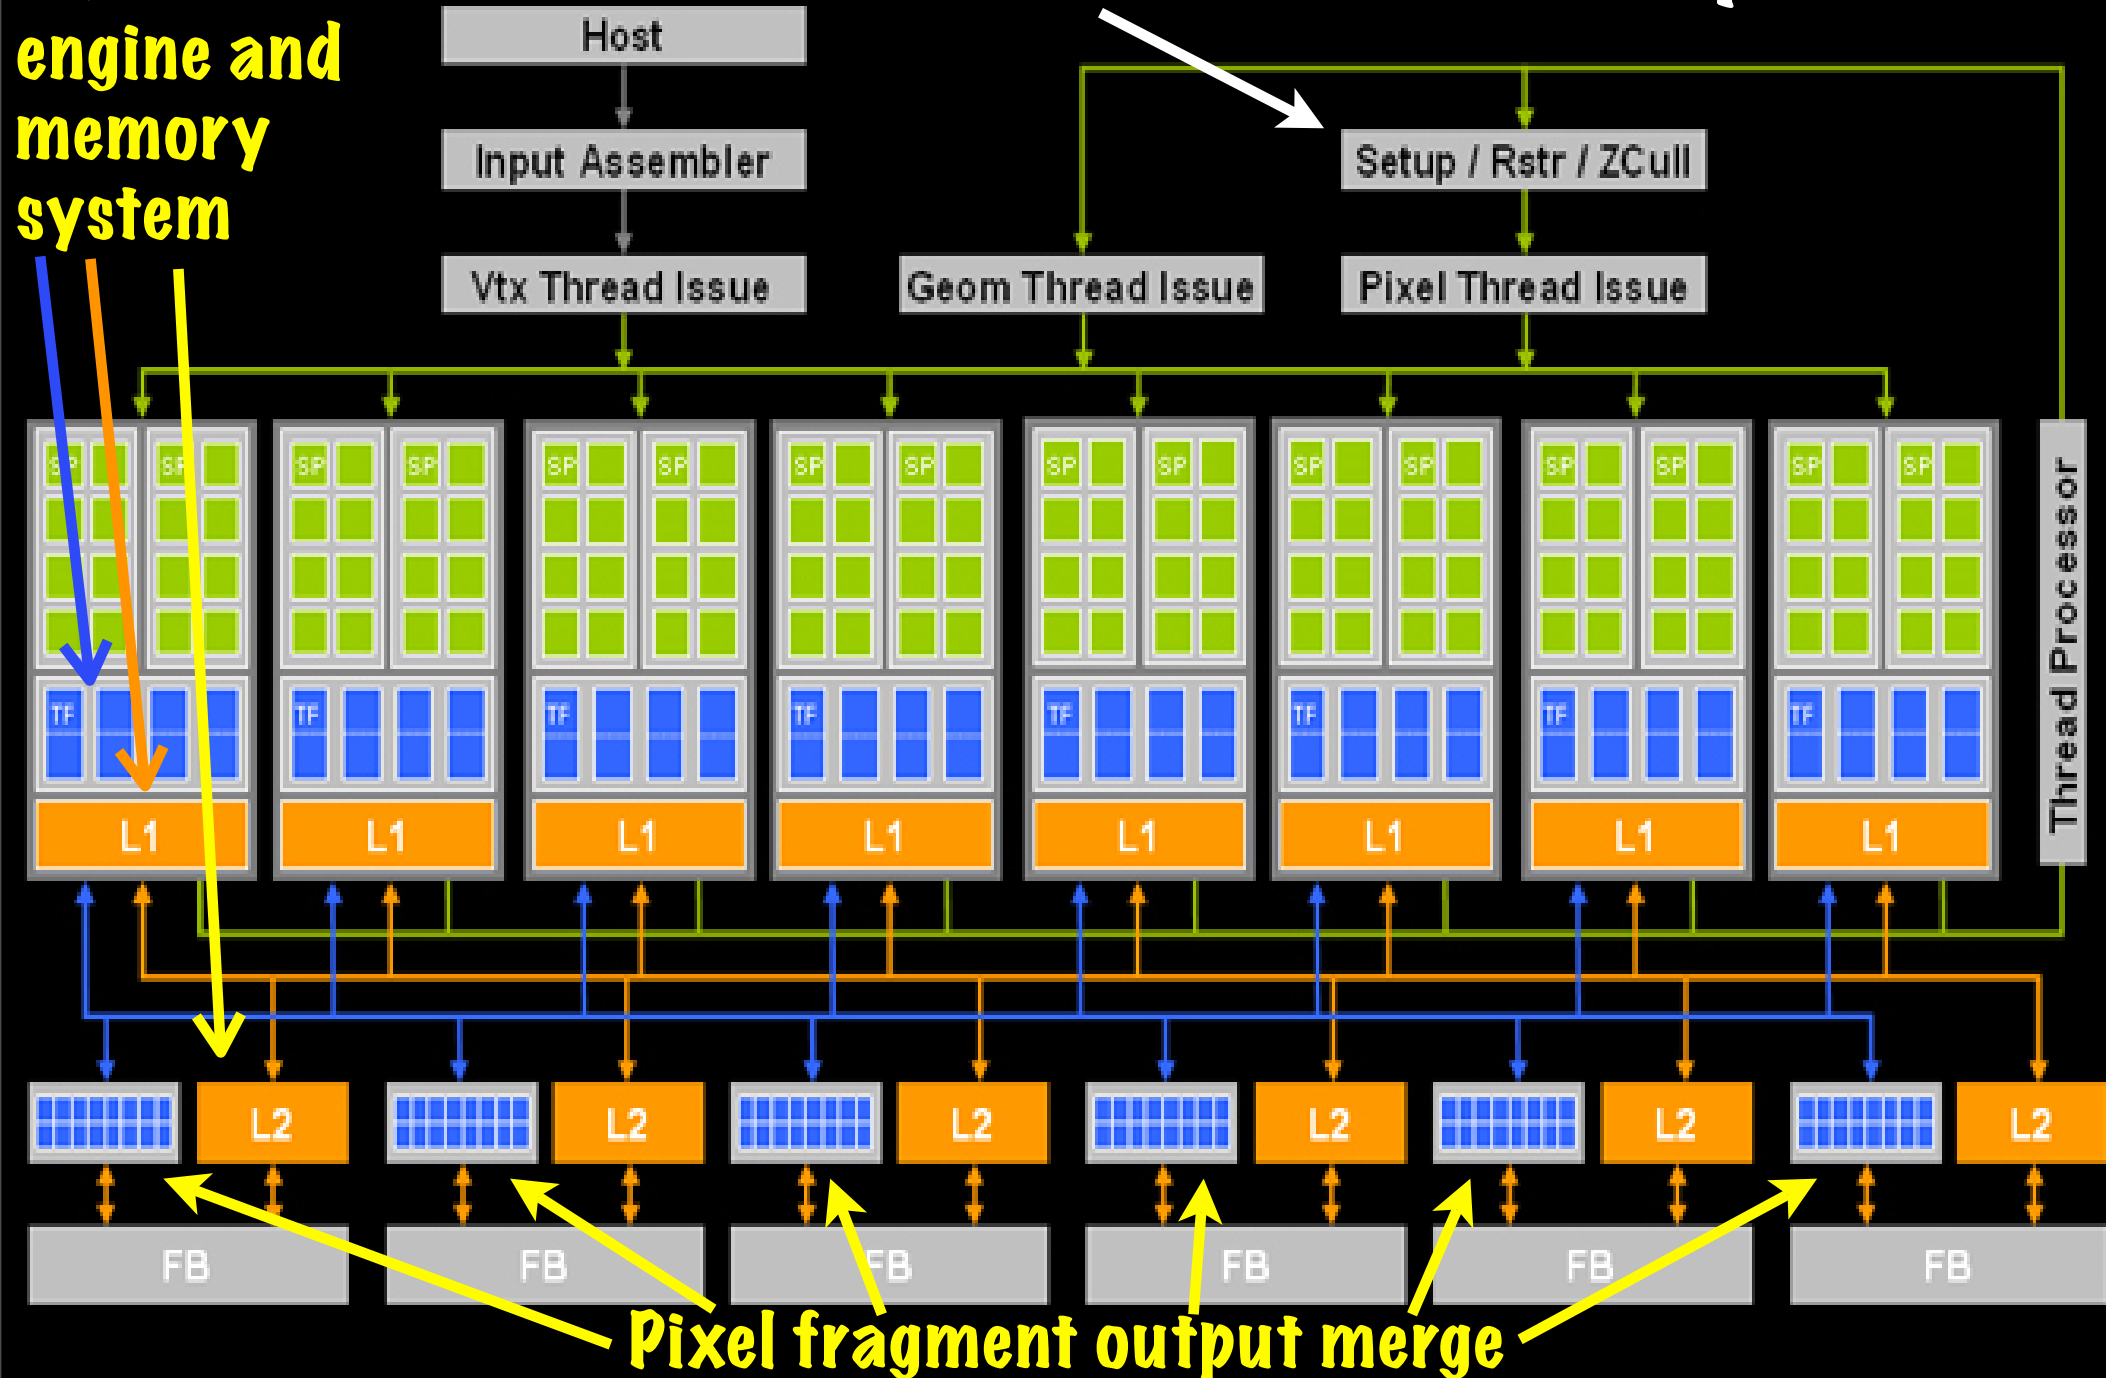 engine and
memory
system
Host
Input Assembler
Setup / Rstr / ZCull
Vtx Thread Issue
Geom Thread Issue
Pixel Thread Issue
SP SP SP SP SP SP SP SP SP SP SP SP SP SP SP SP
Thread Processor
TF TF TF TF TF TF TF TF
L1 L1 L1 L1 L1 L1 L1 L1
L2 L2 L2 L2 L2 L2
FB FB FB FB FB FB
Pixel fragment output merge